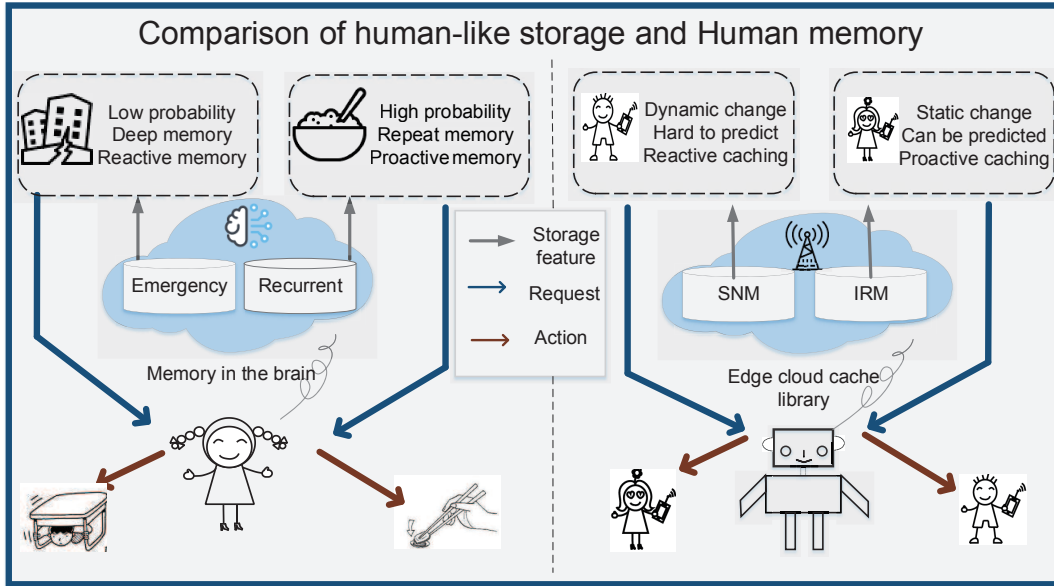 Comparison of human-like storage and Human memory
Low probability
Deep memory
Reactive memory
High probability
Repeat memory
Proactive memory
Emergency
Recurrent
Memory in the brain
Storage
feature
Request
Action
Dynamic change
Hard to predict
Reactive caching
Static change
Can be predicted
Proactive caching
SNM
IRM
Edge cloud cache
library